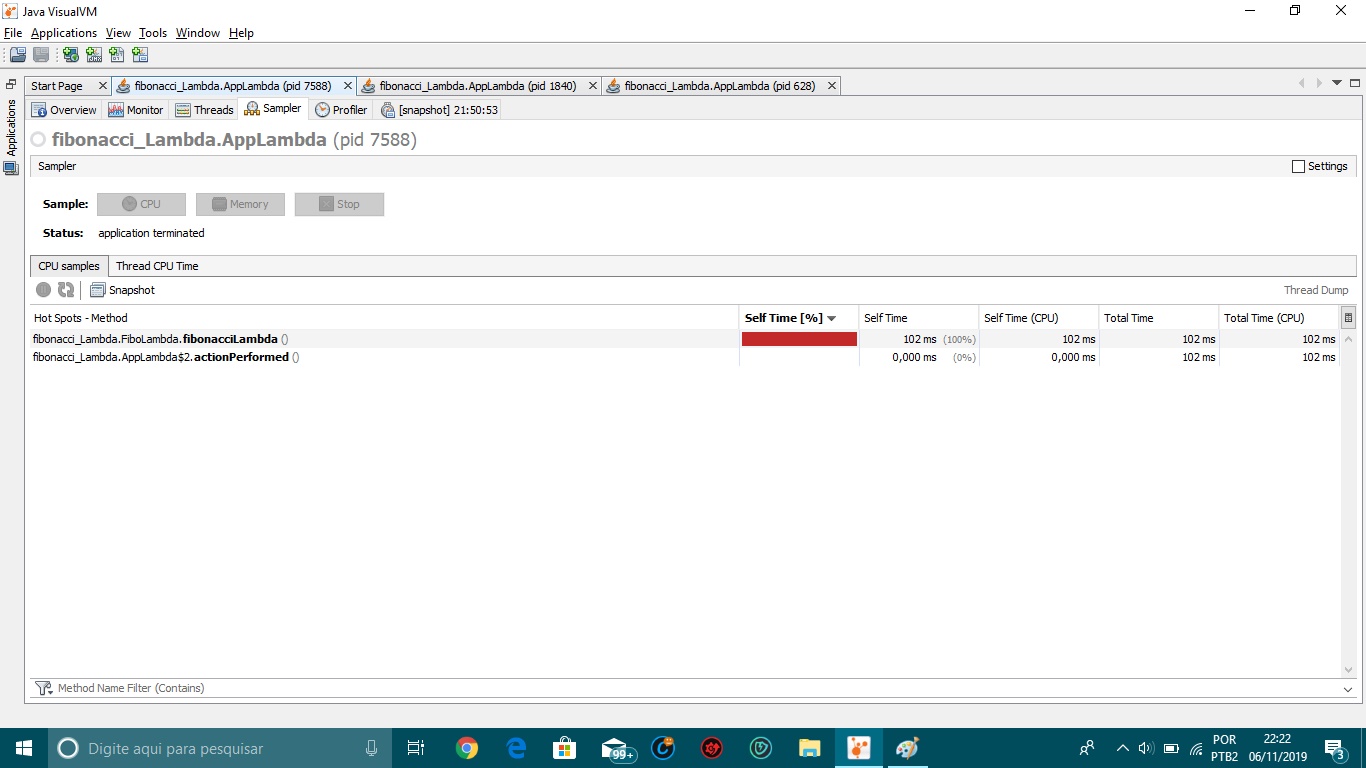 Java VisualVM
File Applications View Tools Window Help
Start Page fibonacci_Lambda.AppLambda (pid 7588) fibonacci_Lambda.AppLambda (pid 1840) fibonacci_Lambda.AppLambda (pid 628)
Applications
Overview Monitor Threads Sampler Profiler [snapshot] 21:50:53
fibonacci_Lambda.AppLambda (pid 7588)
Sampler Settings
Sample: CPU Memory Stop
Status: application terminated
CPU samples Thread CPU Time
Snapshot Thread Dump
Hot Spots - Method Self Time [%] Self Time Self Time (CPU) Total Time Total Time (CPU)
fibonacci_Lambda.FiboLambda.fibonacciLambda () 102 ms (100%) 102 ms 102 ms 102 ms
fibonacci_Lambda.AppLambda$2.actionPerformed () 0,000 ms (0%) 0,000 ms 102 ms 102 ms
Method Name Filter (Contains)
Digite aqui para pesquisar 99+ POR 22:22
PTB2 06/11/2019 3